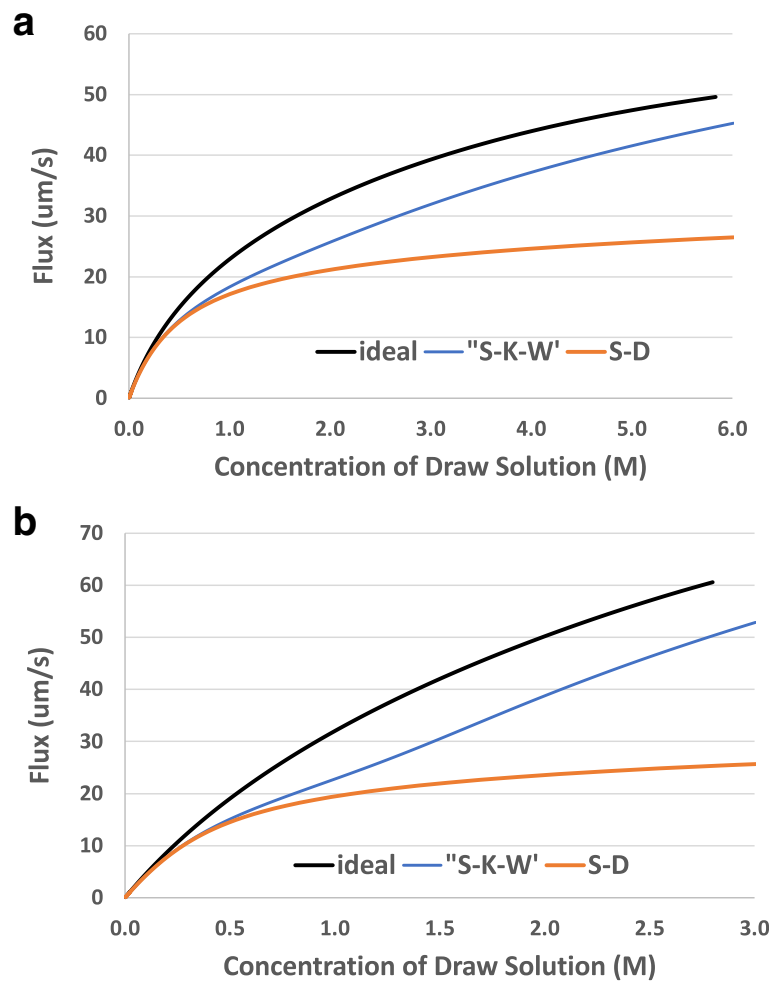 a
60
50
40
30
20
10
0
Flux (um/s)
ideal "S-K-W' S-D
0.0 1.0 2.0 3.0 4.0 5.0 6.0
Concentration of Draw Solution (M)
b
70
60
50
40
30
20
10
0
Flux (um/s)
ideal "S-K-W' S-D
0.0 0.5 1.0 1.5 2.0 2.5 3.0
Concentration of Draw Solution (M)